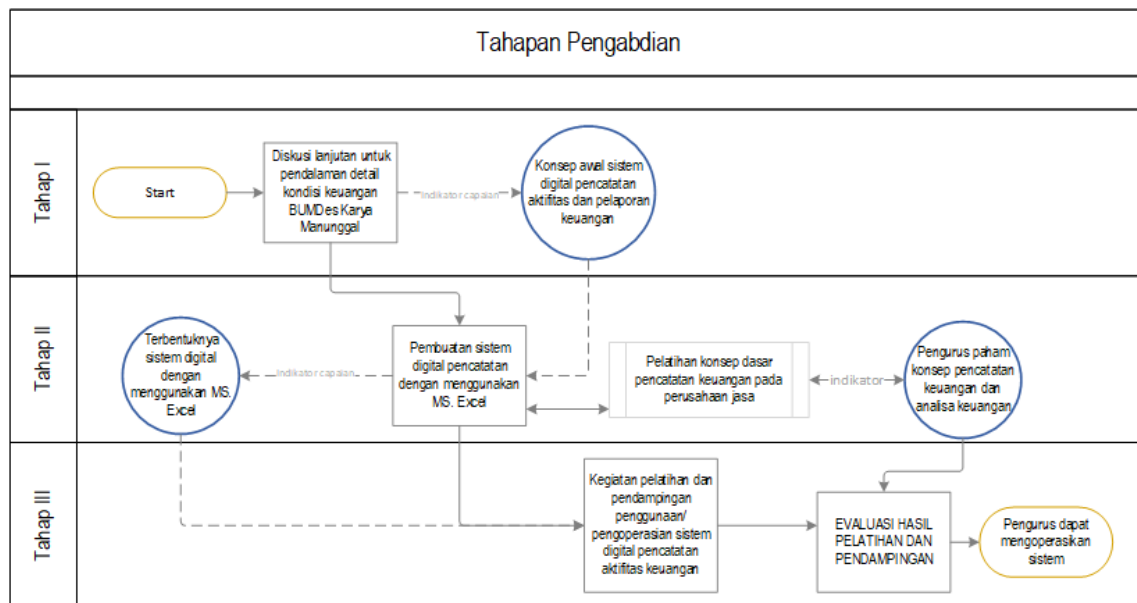 Tahapan Pengabdian
Tahap I
Start
Diskusi lanjutan untuk
pendalaman detail
kondisi keuangan
BUMDes Karya
Manunggal
Indikator capaian
Konsep awal sistem
digital pencatatan
aktifitas dan pelaporan
keuangan
Tahap II
Terbentuknya
sistem digital
dengan
menggunakan MS.
Excel
Indikator capaian
Pembuatan sistem
digital pencatatan
dengan menggunakan
MS. Excel
Pelatihan konsep dasar
pencatatan keuangan pada
perusahaan jasa
indikator
Pengurus paham
konsep pencatatan
keuangan dan
analisa keuangan
Tahap III
Kegiatan pelatihan dan
pendampingan
penggunaan/
pengoperasian sistem
digital pencatatan
aktifitas keuangan
EVALUASI HASIL
PELATIHAN DAN
PENDAMPINGAN
Pengurus dapat
mengoperasikan
sistem